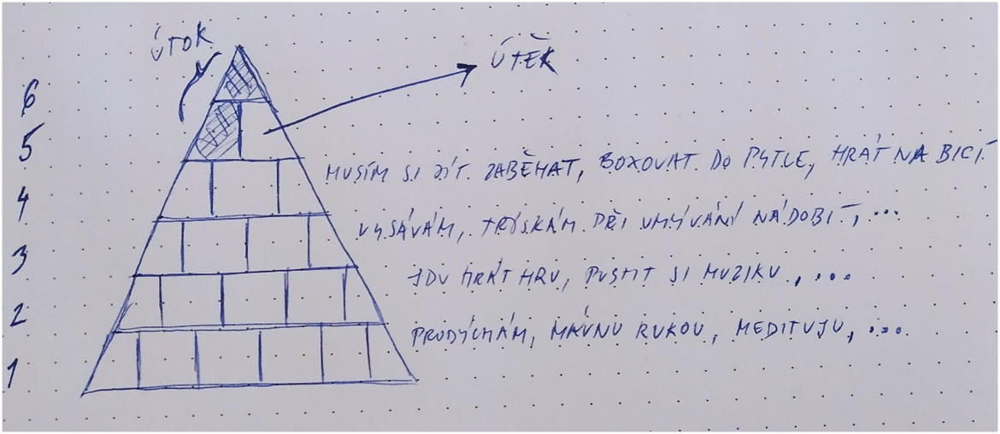 ÚTOK
ÚTĚK
6
5
MUSÍM SI JÍT ZABĚHAT, BOXOVAT DO PYTLE, HRÁT NA BICÍ
4
VYSÁVÁM, TRÝSKÁM PŘI UMÝVÁNÍ NÁDOBÍ, ...
3
JDU HRÁT HRU, PUSTIT SI MUZIKU, ...
2
PRODÝCHÁM, MÁVNU RUKOU, MEDITUJU, ...
1